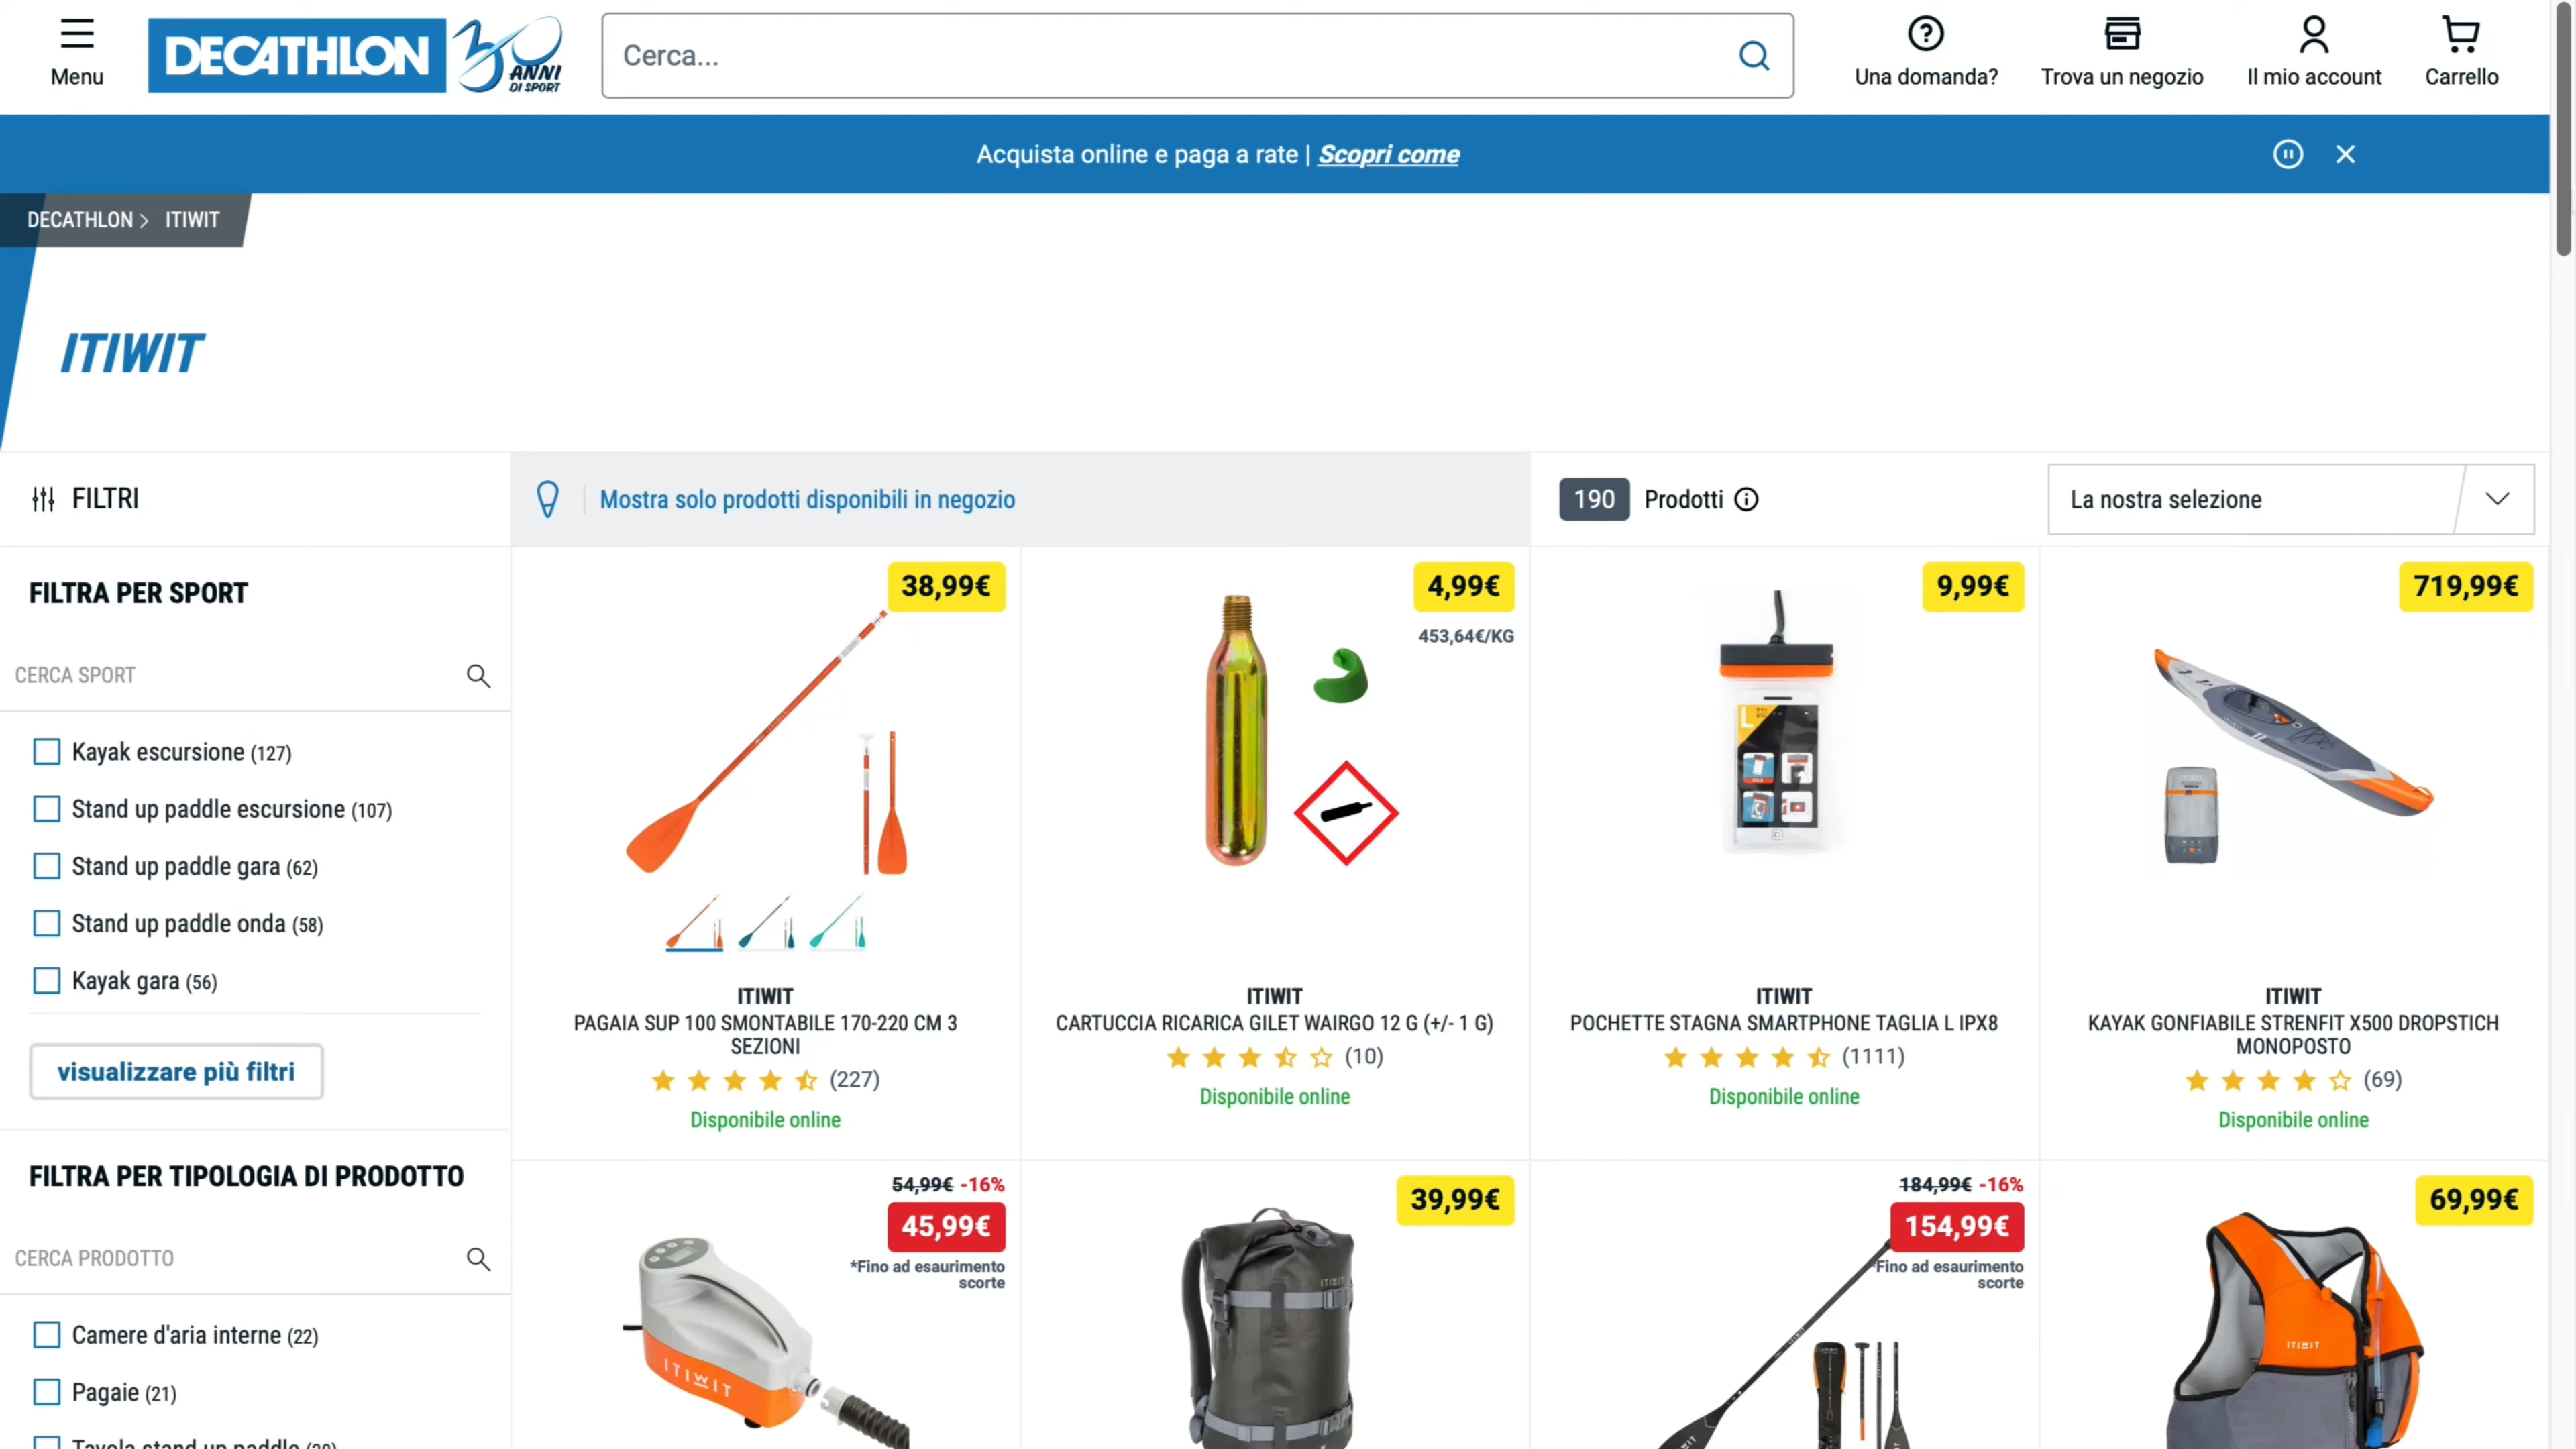 Menu
DECATHLON
30 ANNI
DI SPORT
Cerca...
Una domanda?
Trova un negozio
Il mio account
Carrello
Acquista online e paga a rate | Scopri come
DECATHLON > ITIWIT
ITIWIT
FILTRI
Mostra solo prodotti disponibili in negozio
190 Prodotti
La nostra selezione
FILTRA PER SPORT
CERCA SPORT
Kayak escursione (127)
Stand up paddle escursione (107)
Stand up paddle gara (62)
Stand up paddle onda (58)
Kayak gara (56)
visualizzare più filtri
FILTRA PER TIPOLOGIA DI PRODOTTO
CERCA PRODOTTO
Camere d'aria interne (22)
Pagaie (21)
Tavola stand up paddle (20)
38,99€
ITIWIT
PAGAIA SUP 100 SMONTABILE 170-220 CM 3
SEZIONI
(227)
Disponibile online
4,99€
453,64€/KG
ITIWIT
CARTUCCIA RICARICA GILET WAIRGO 12 G (+/- 1 G)
(10)
Disponibile online
9,99€
L
ITIWIT
POCHETTE STAGNA SMARTPHONE TAGLIA L IPX8
(1111)
Disponibile online
719,99€
ITIWIT
KAYAK GONFIABILE STRENFIT X500 DROPSTICH
MONOPOSTO
(69)
Disponibile online
54,99€ -16%
45,99€
*Fino ad esaurimento
scorte
ITIWIT
39,99€
ITIWIT
184,99€ -16%
154,99€
*Fino ad esaurimento
scorte
69,99€
ITIWIT